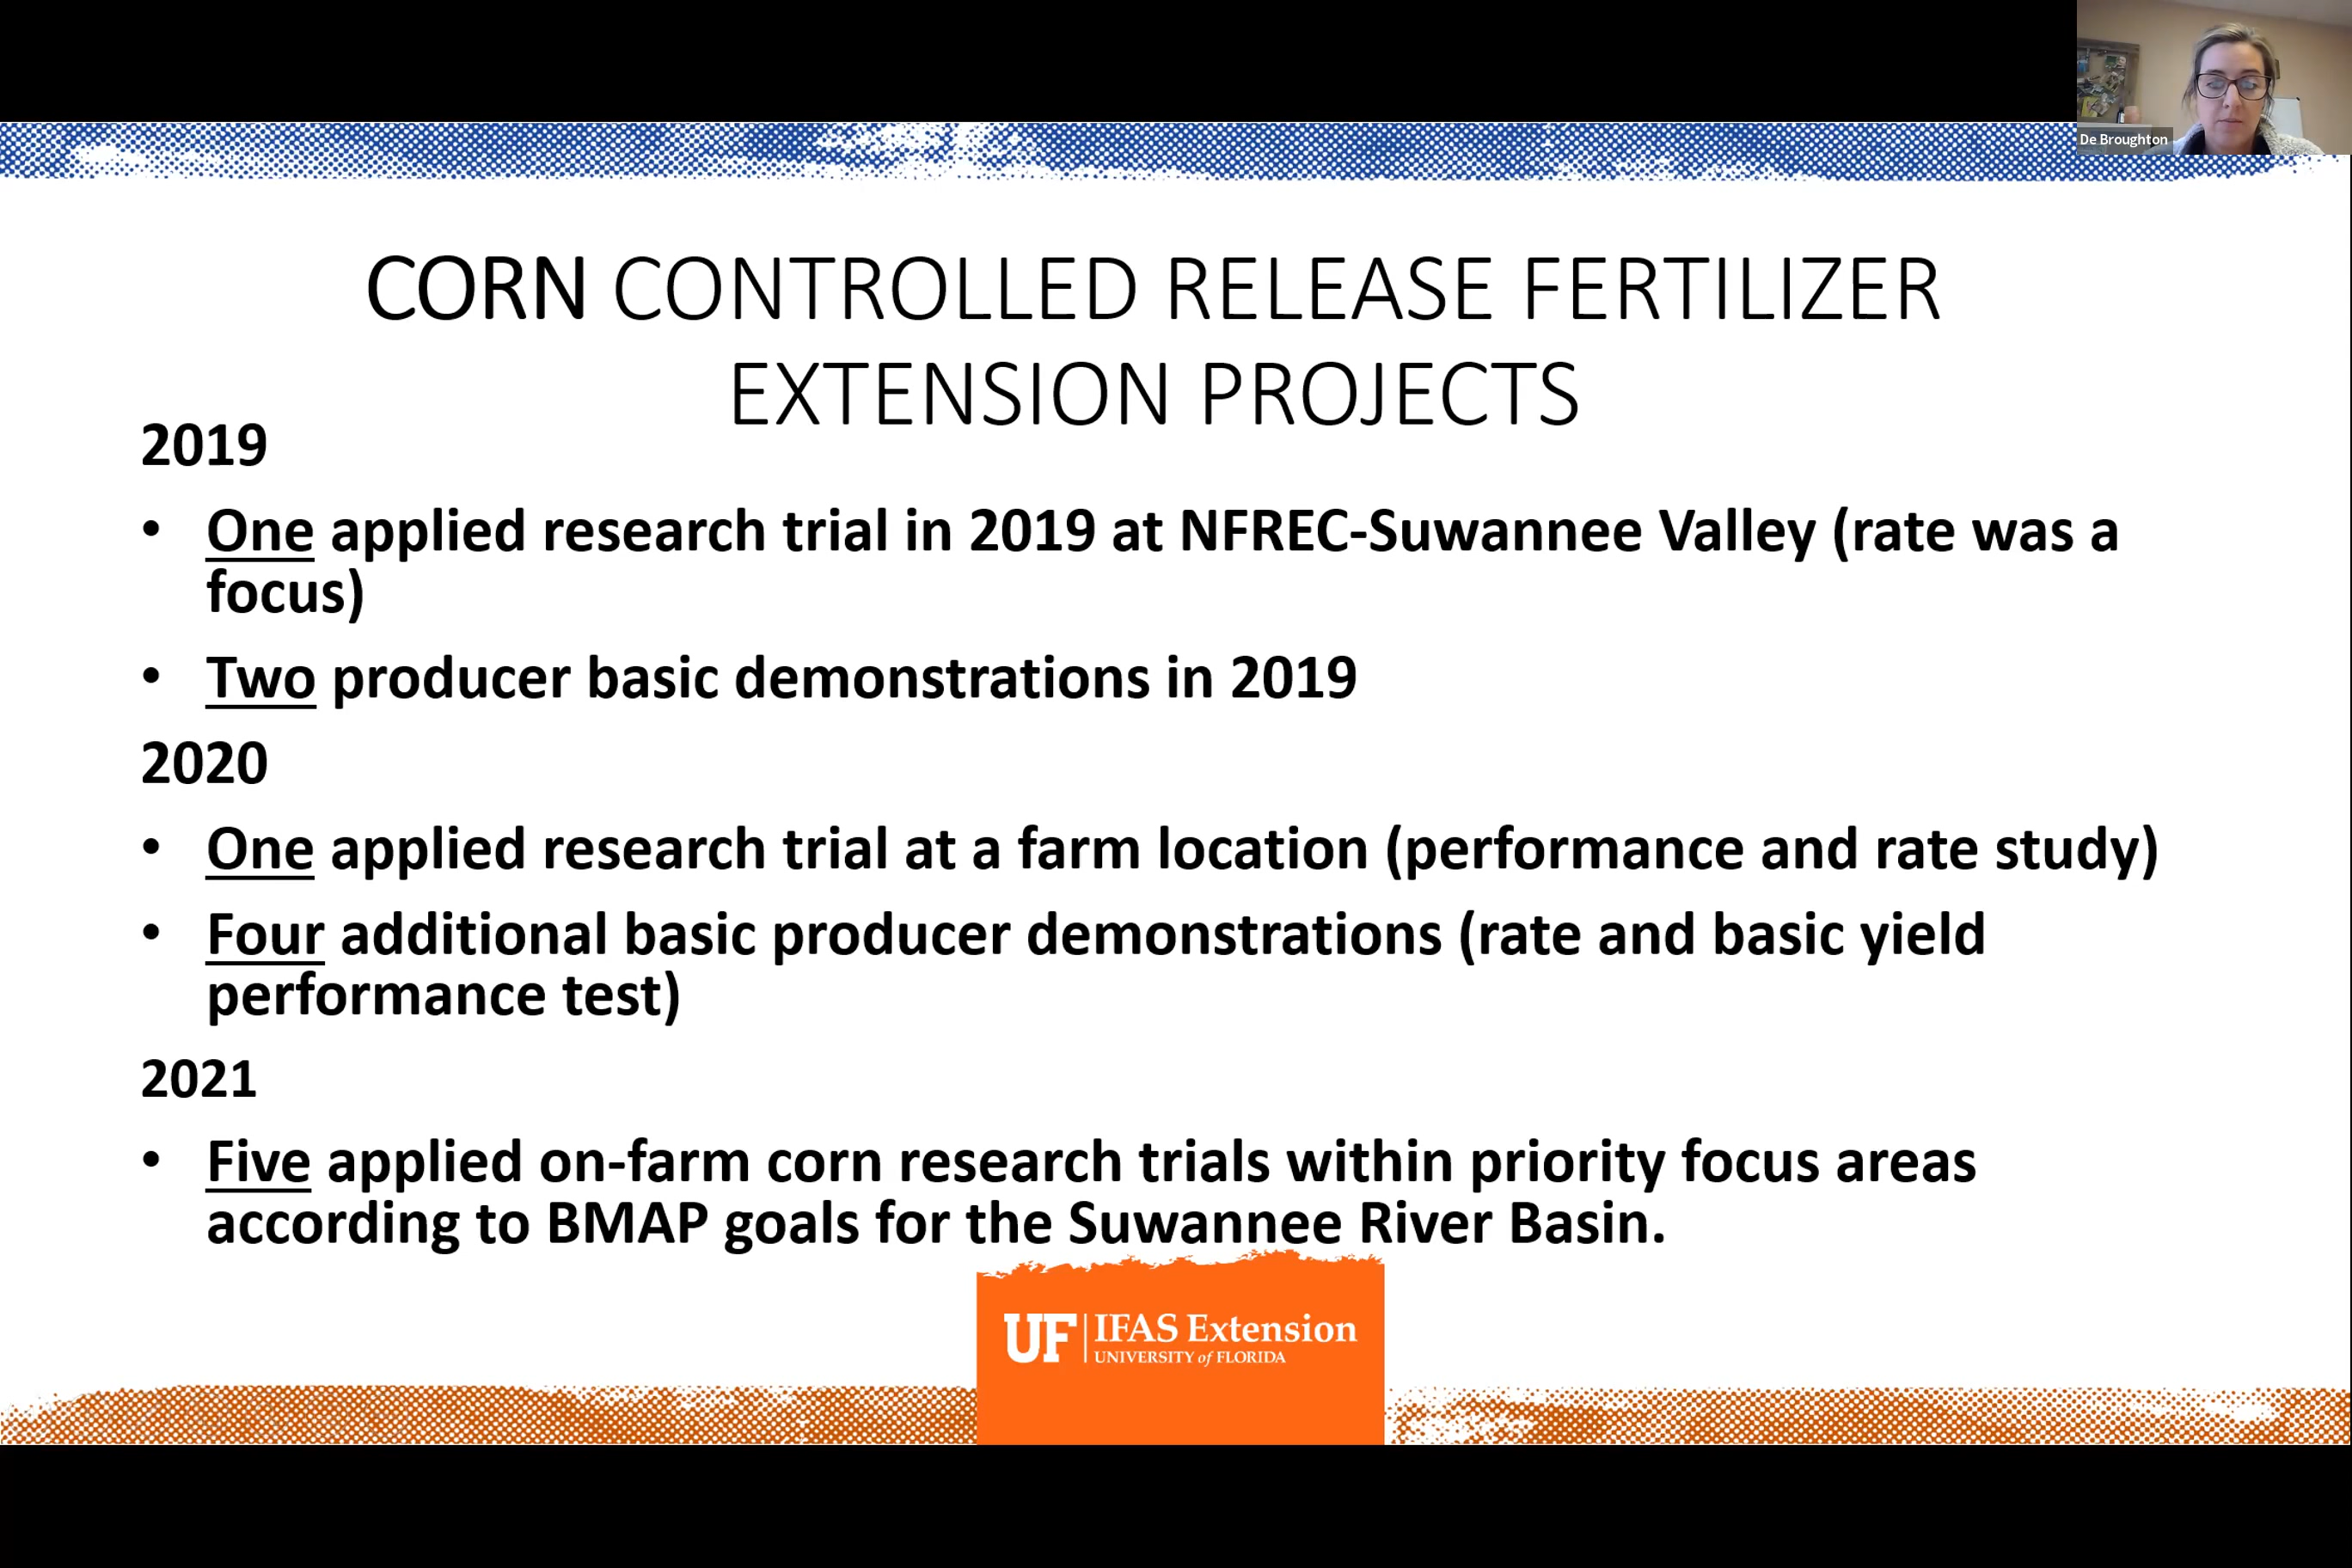 De Broughton
CORN CONTROLLED RELEASE FERTILIZER
EXTENSION PROJECTS
2019
• One applied research trial in 2019 at NFREC-Suwannee Valley (rate was a
focus)
• Two producer basic demonstrations in 2019
2020
• One applied research trial at a farm location (performance and rate study)
• Four additional basic producer demonstrations (rate and basic yield
performance test)
2021
• Five applied on-farm corn research trials within priority focus areas
according to BMAP goals for the Suwannee River Basin.
UF | IFAS Extension
UNIVERSITY of FLORIDA